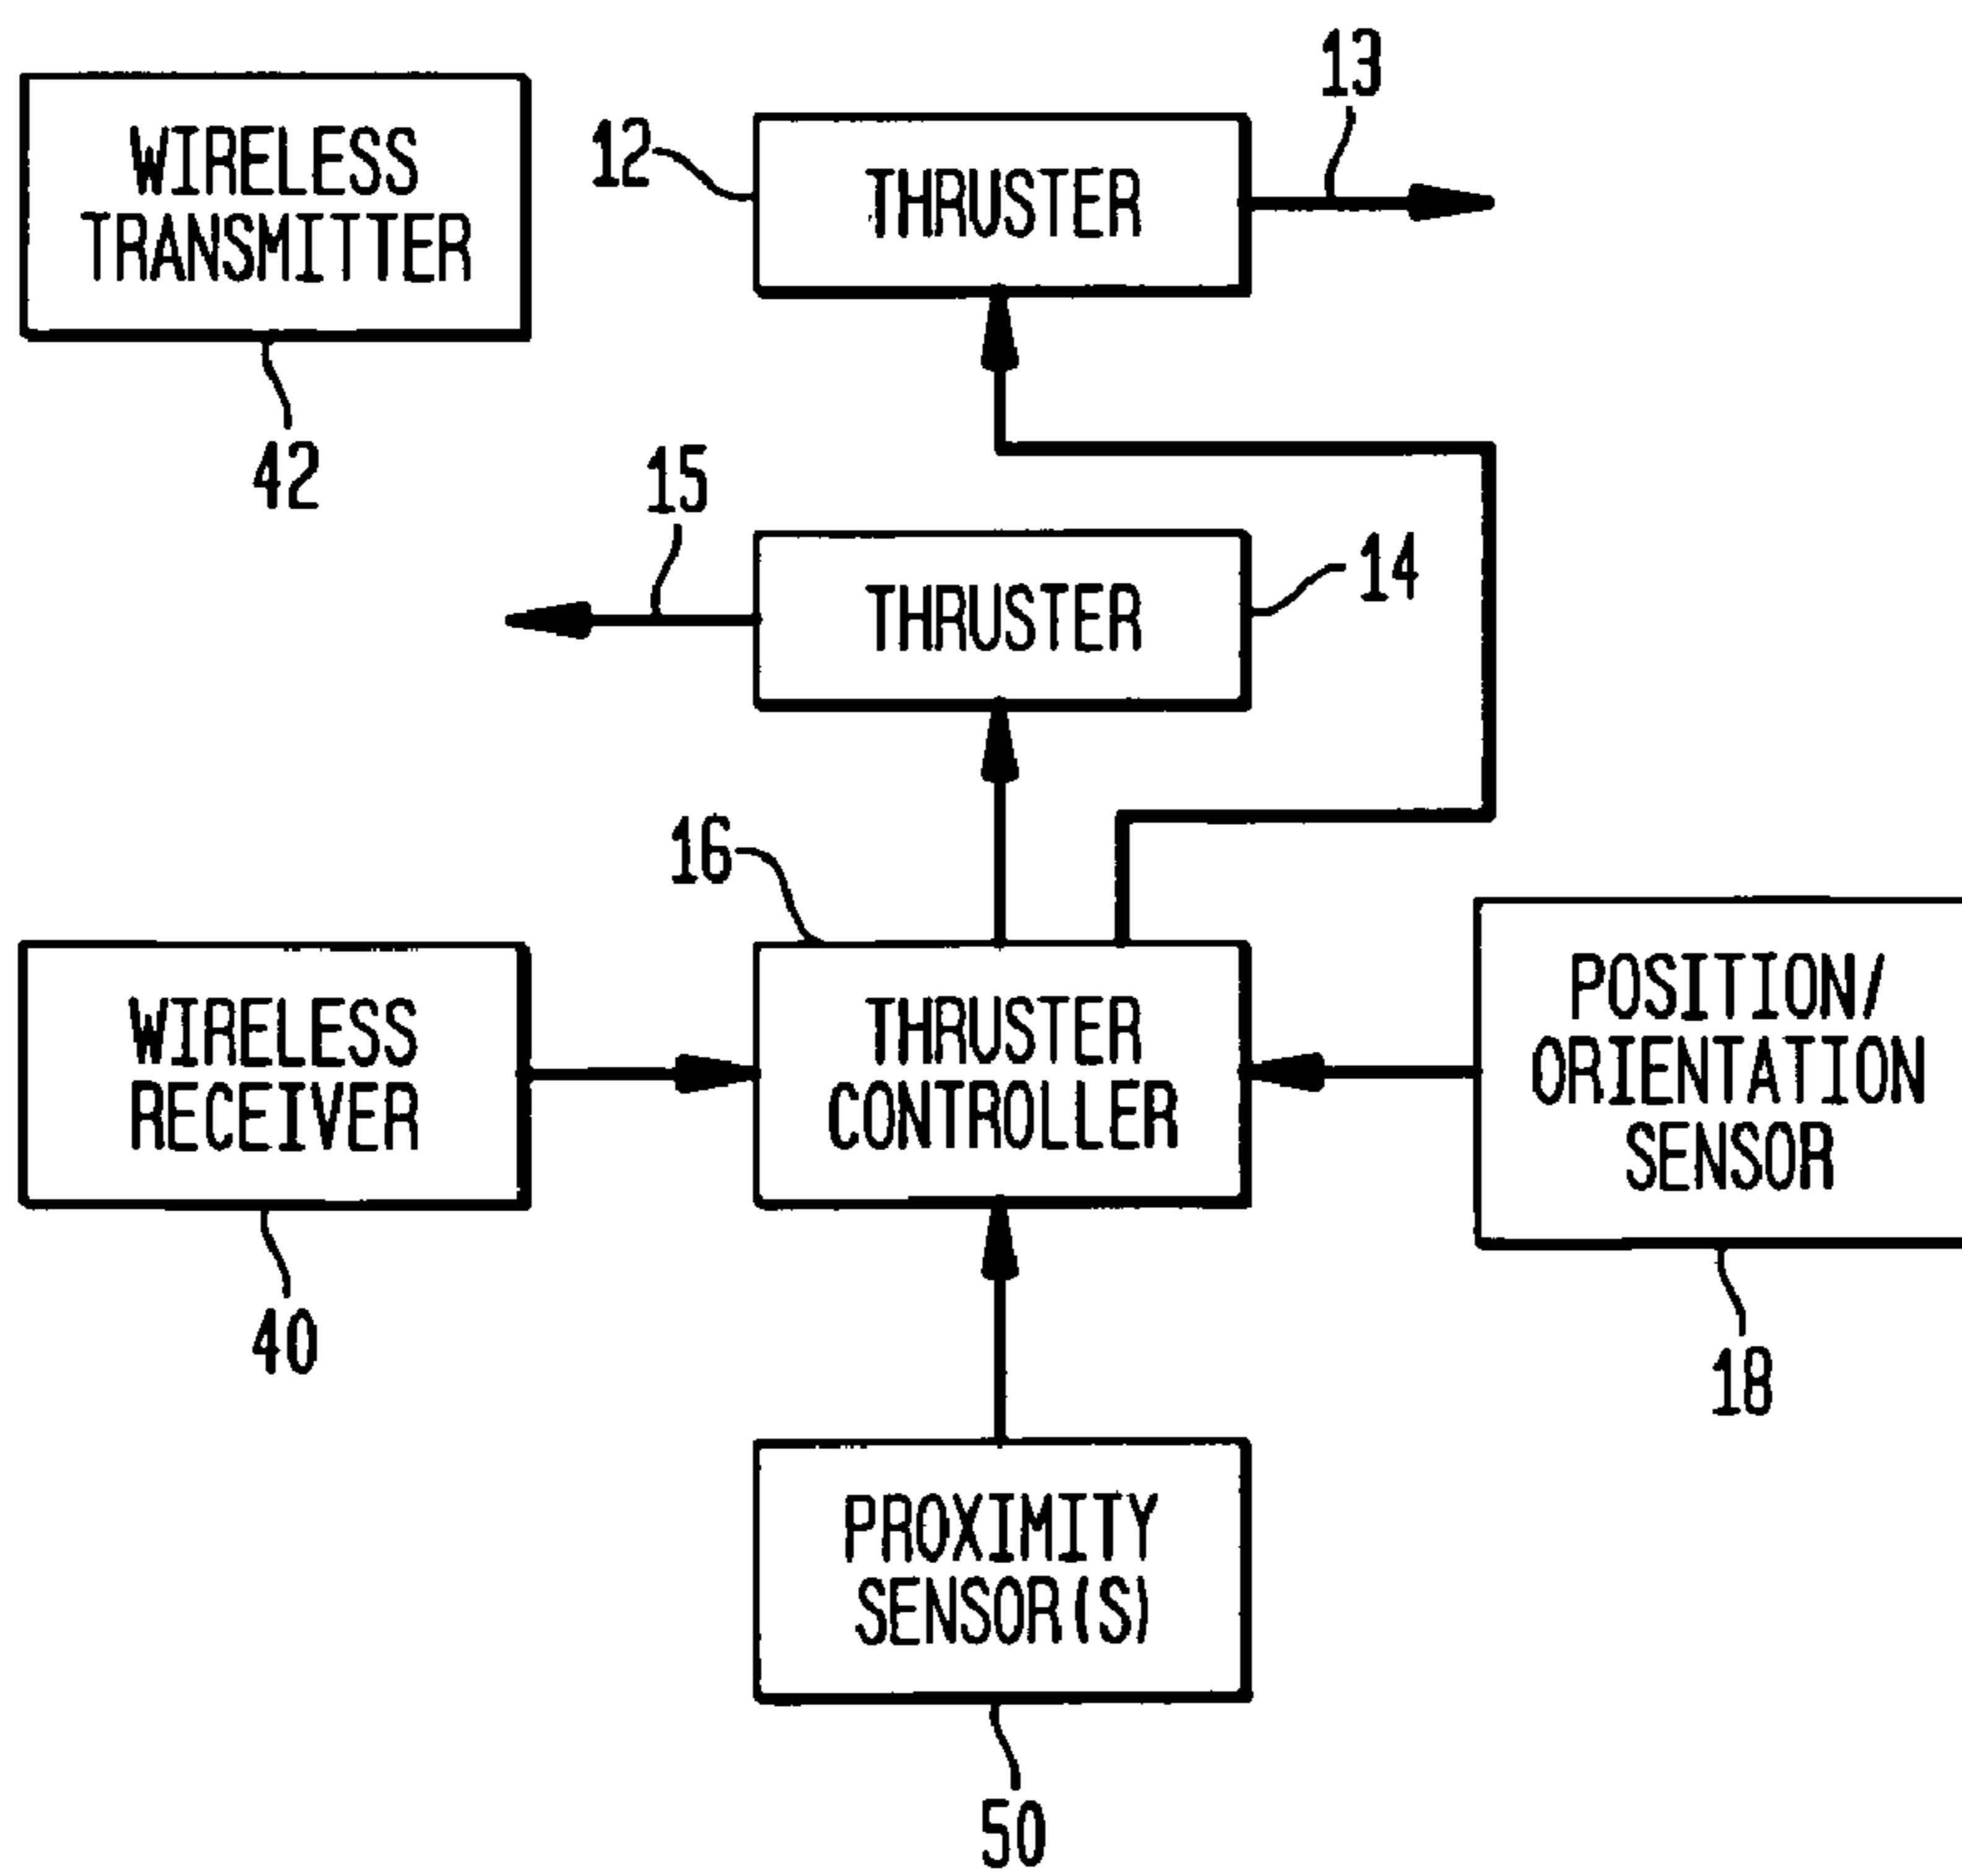 13
WIRELESS
TRANSMITTER
12
THRUSTER
42
15
THRUSTER
14
16
WIRELESS
RECEIVER
THRUSTER
CONTROLLER
POSITION/
ORIENTATION
SENSOR
40
18
PROXIMITY
SENSOR(S)
50